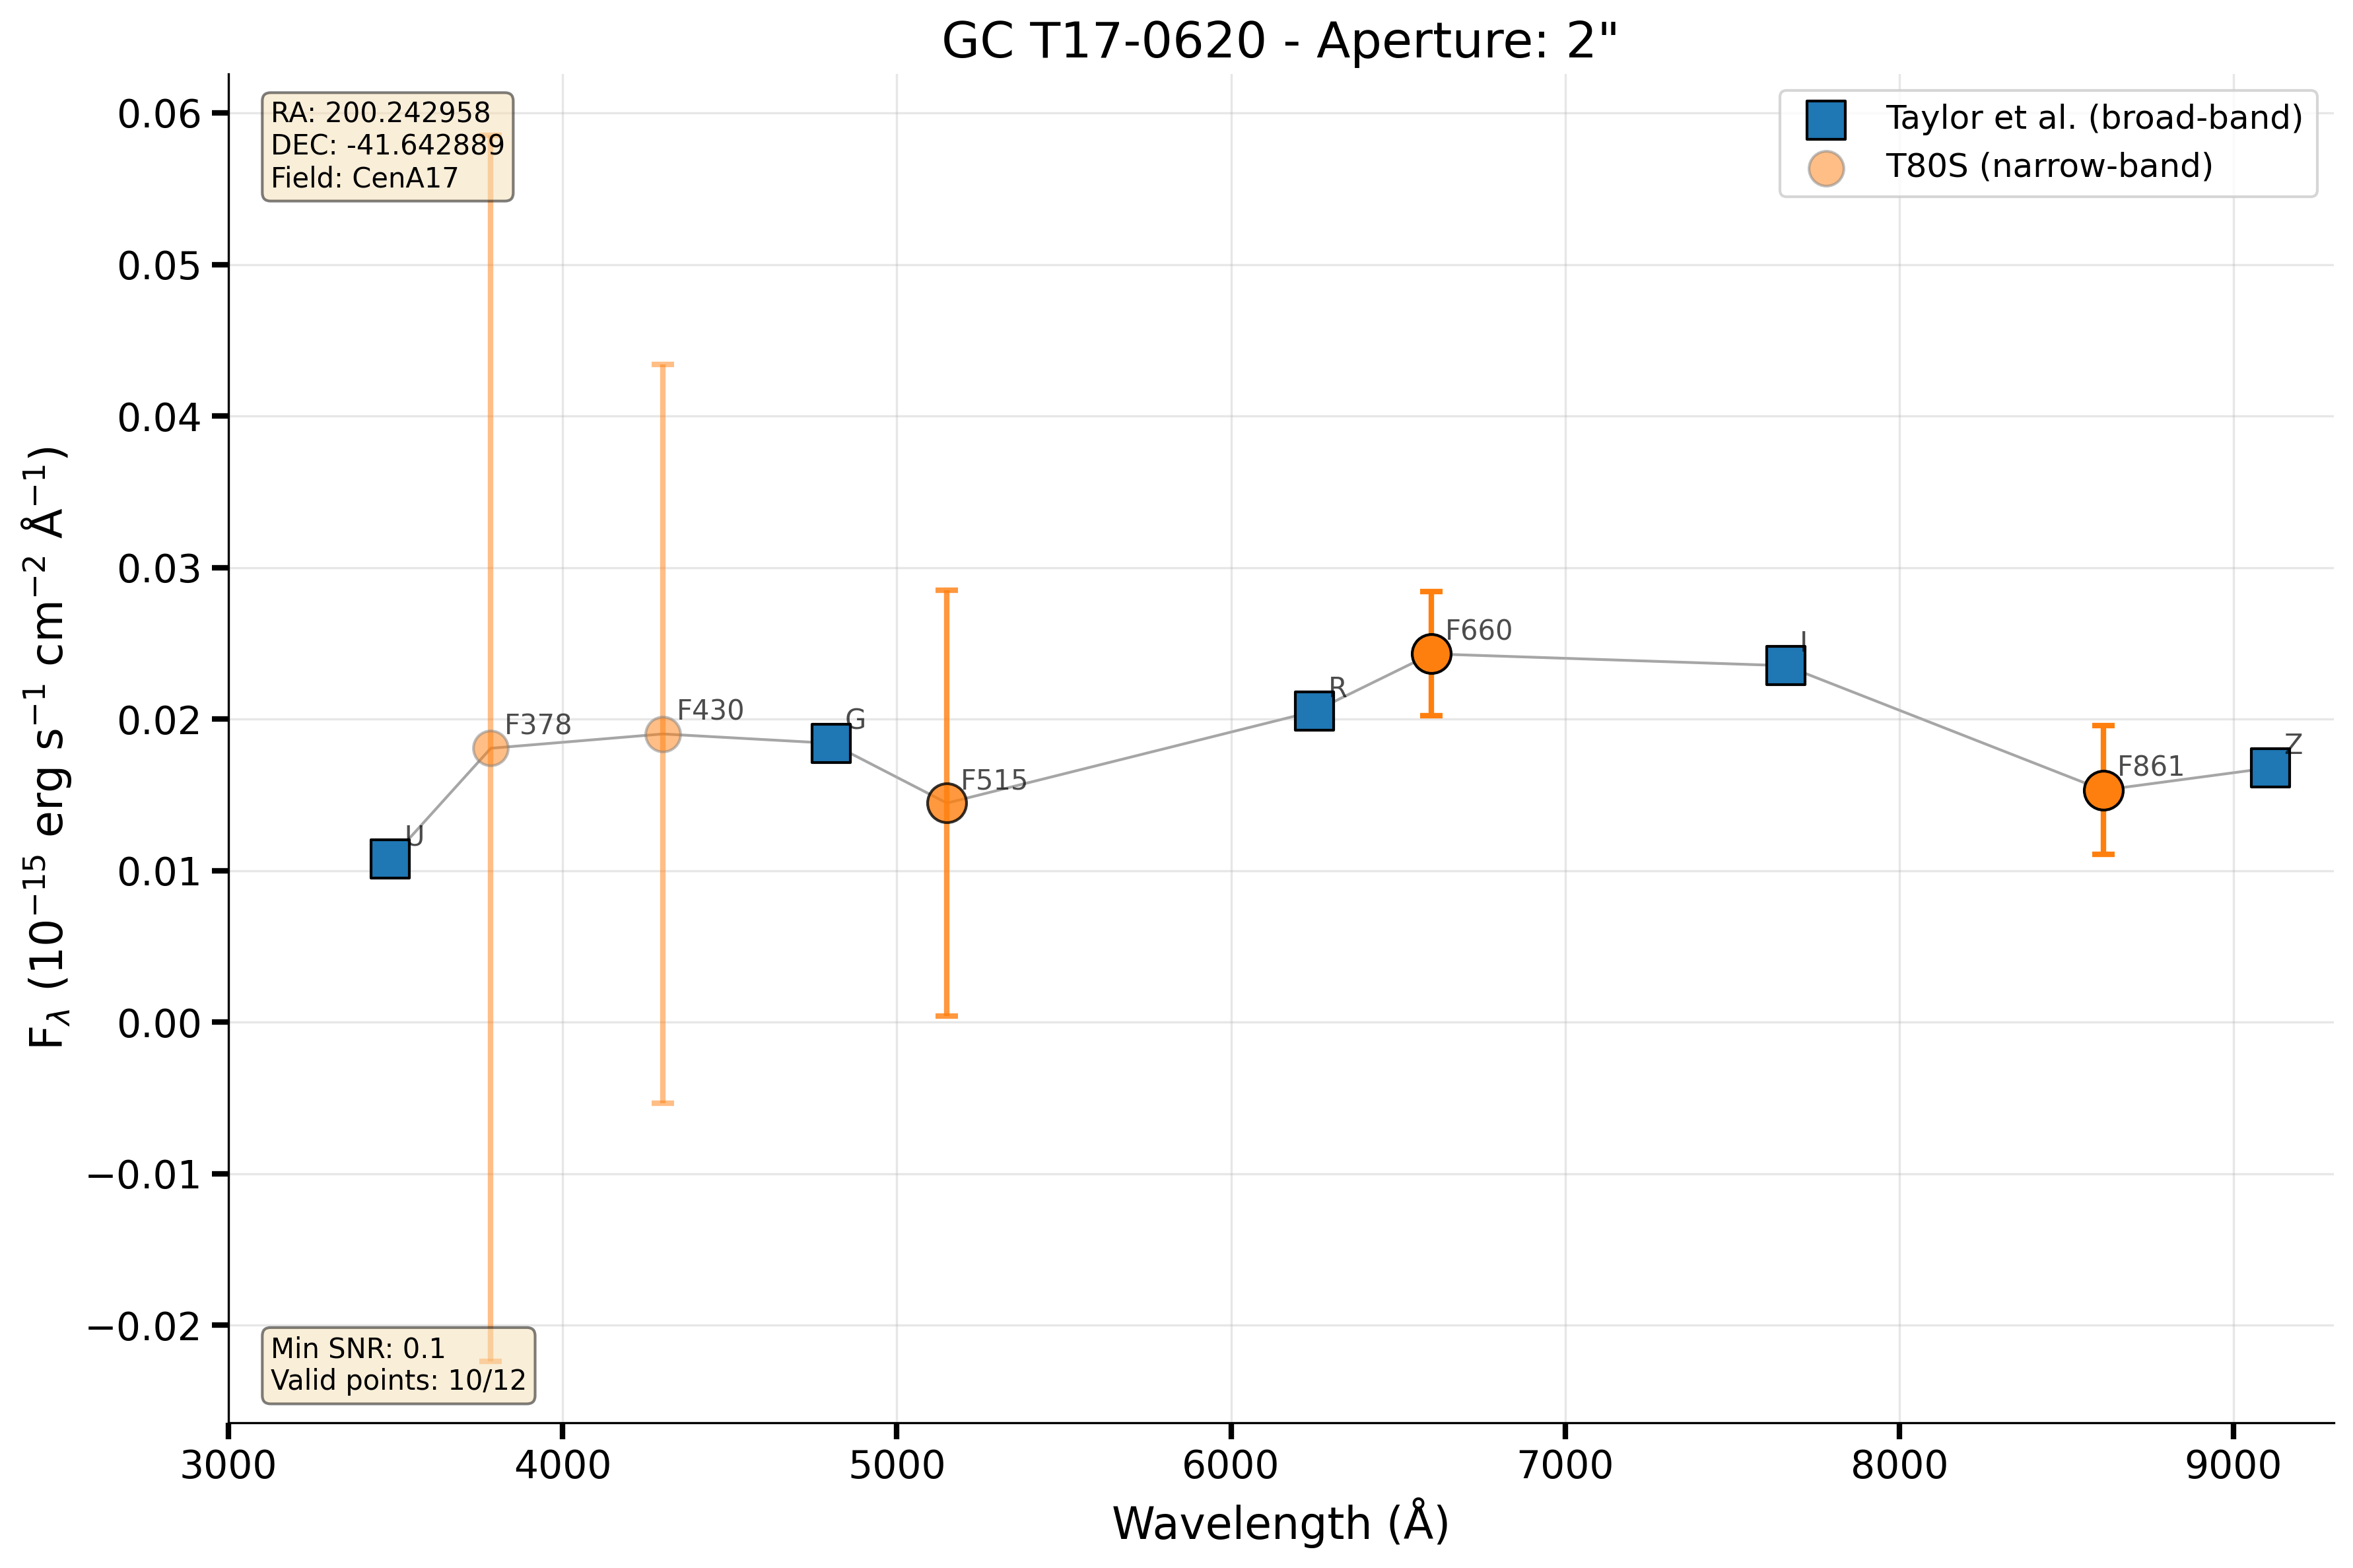 GC T17-0620 - Aperture: 2"
RA: 200.242958
DEC: -41.642889
Field: CenA17
Taylor et al. (broad-band)
T80S (narrow-band)
0.06
0.05
0.04
0.03
0.02
0.01
0.00
−0.01
−0.02
F$_{\lambda}$ (10$^{-15}$ erg s$^{-1}$ cm$^{-2}$ Å$^{-1}$)
U
F378
F430
G
F515
R
F660
I
F861
Z
Min SNR: 0.1
Valid points: 10/12
3000 4000 5000 6000 7000 8000 9000
Wavelength (Å)